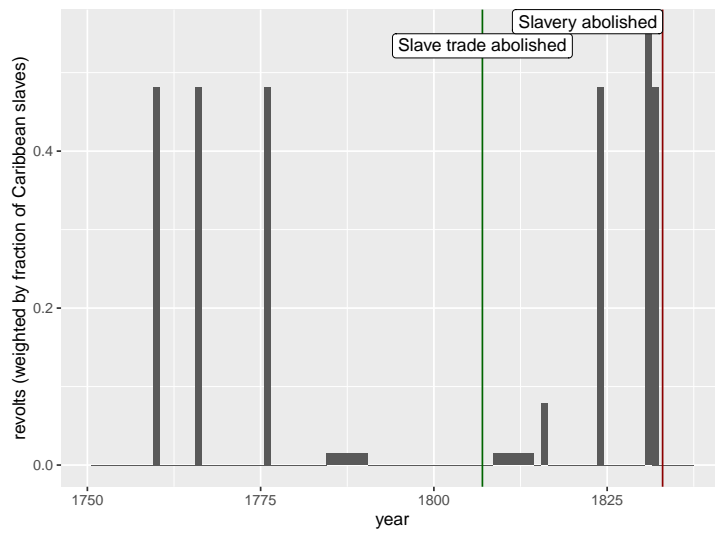 Slavery abolished
Slave trade abolished
revolts (weighted by fraction of Caribbean slaves)
0.4
0.2
0.0
1750 1775 1800 1825
year